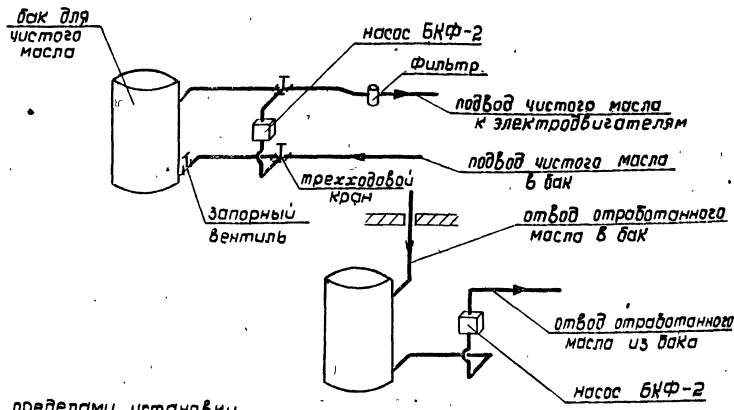 бак для
чистого
масла
насос БКФ-2
фильтр.
подвод чистого масла
к электродвигателям
подвод чистого масла
в бак
трехходовой
кран
запорный
вентиль
отвод отработанного
масла в бак
отвод отработанного
масла из бака
насос БКФ-2
пределами установки